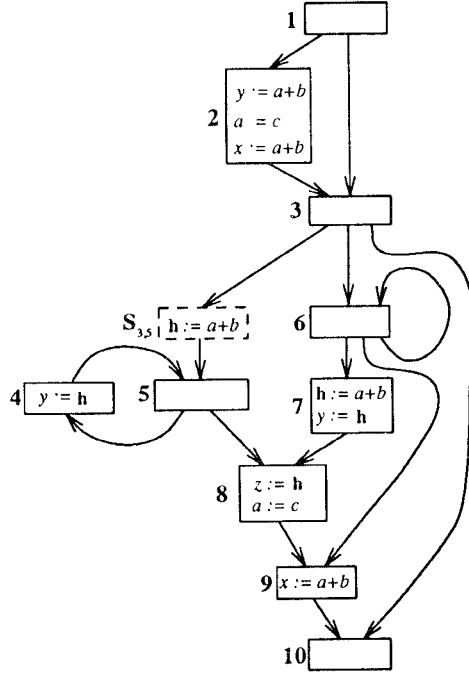 1
2
y := a+b
a = c
x := a+b
3
S3,5
h := a+b
6
4
y := h
5
7
h := a+b
y := h
8
z := h
a := c
9
x := a+b
10